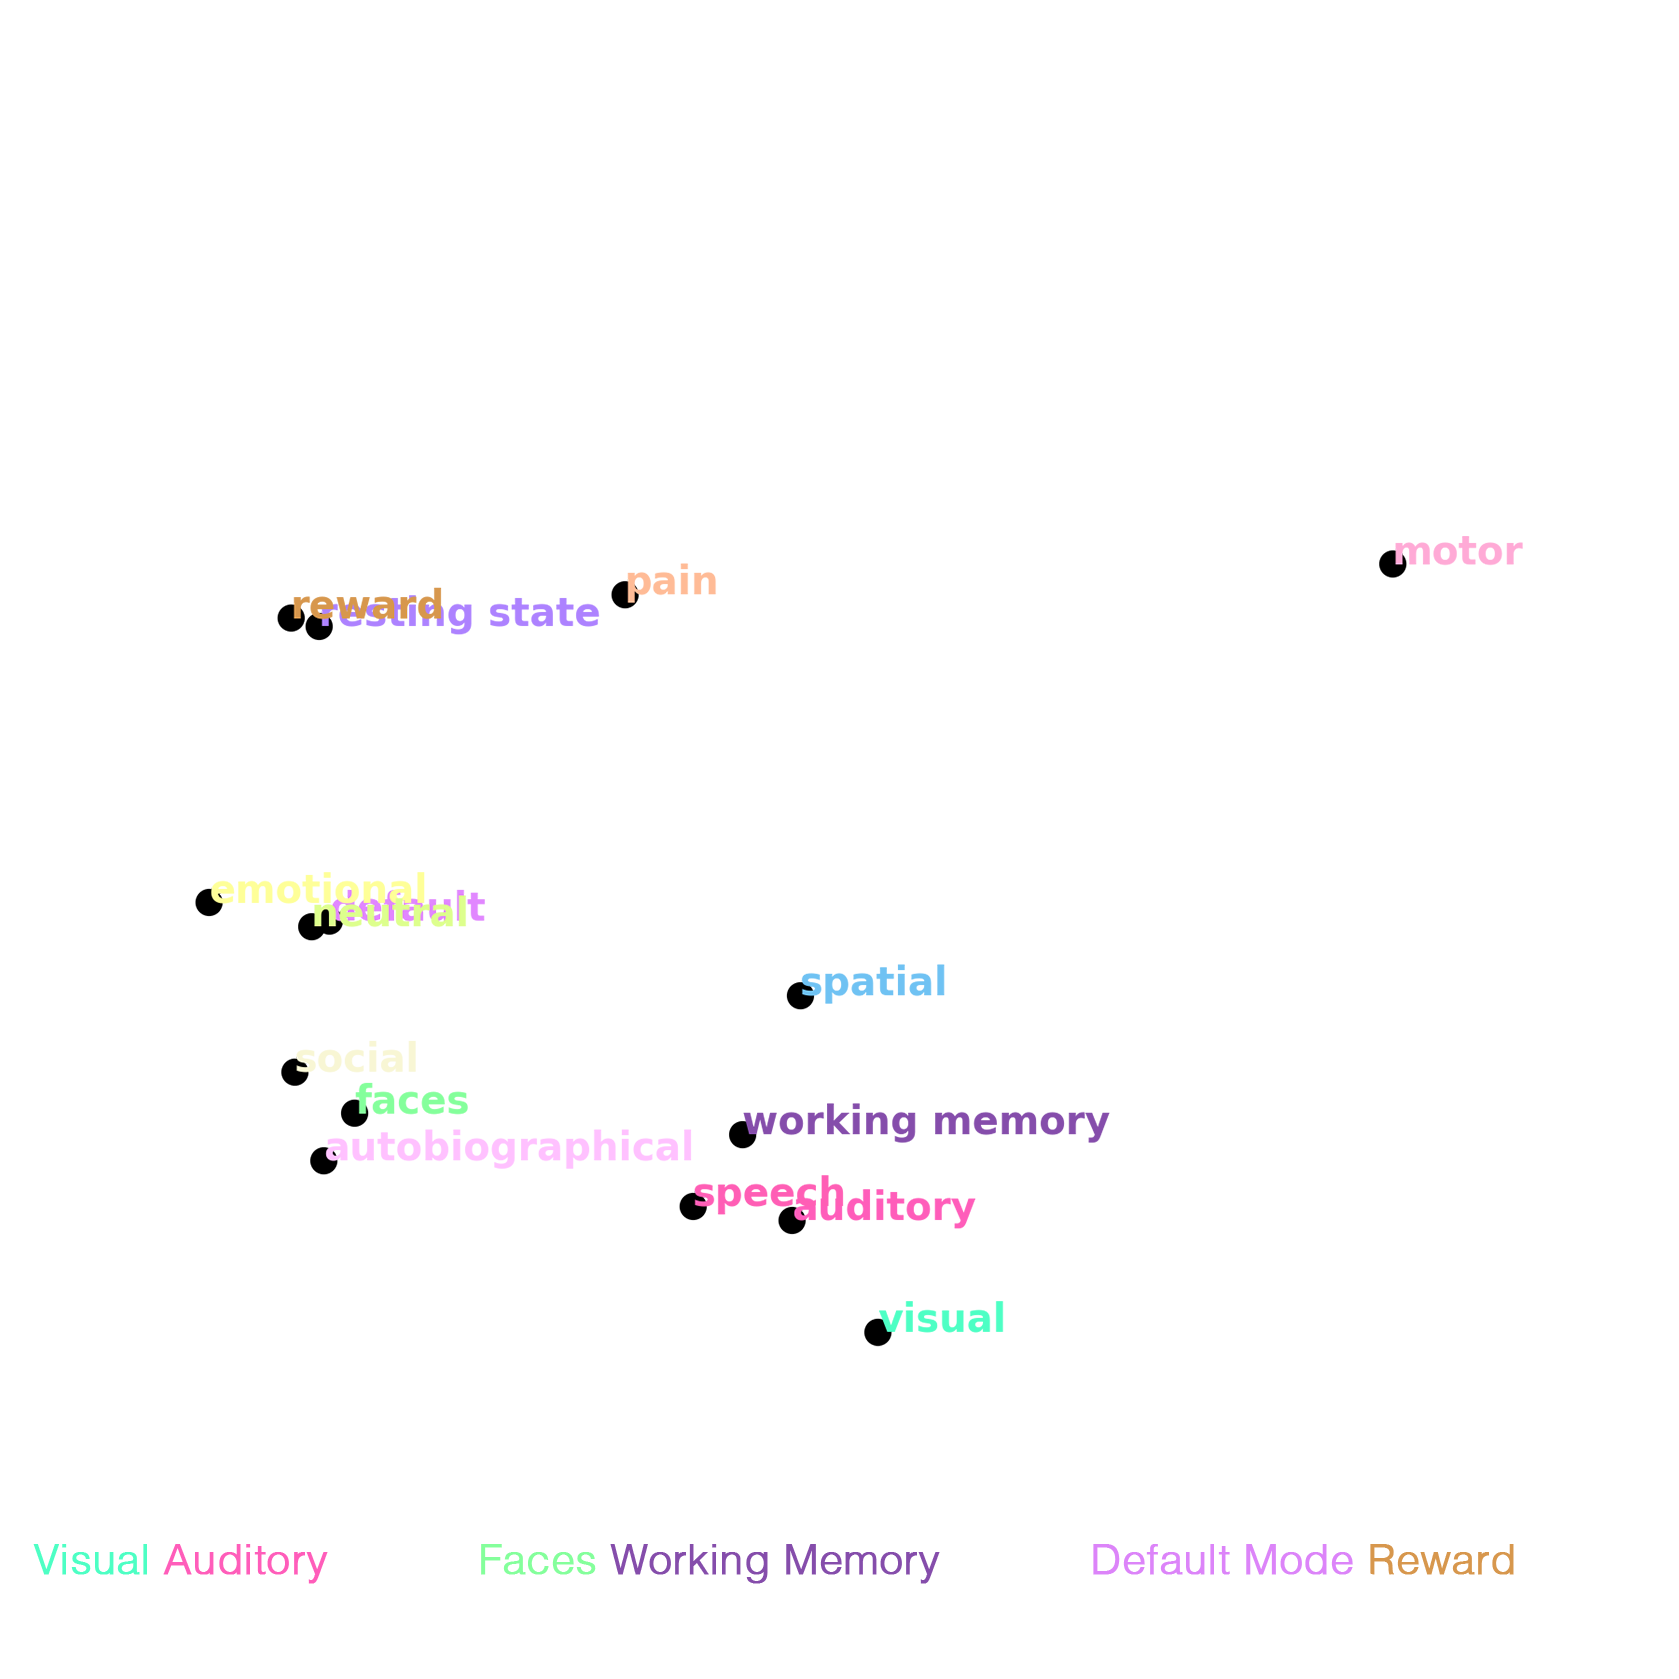 motor
pain
reward
resting state
emotional
default
neutral
spatial
social
faces
working memory
autobiographical
speech
auditory
visual
Visual Auditory Faces Working Memory Default Mode Reward